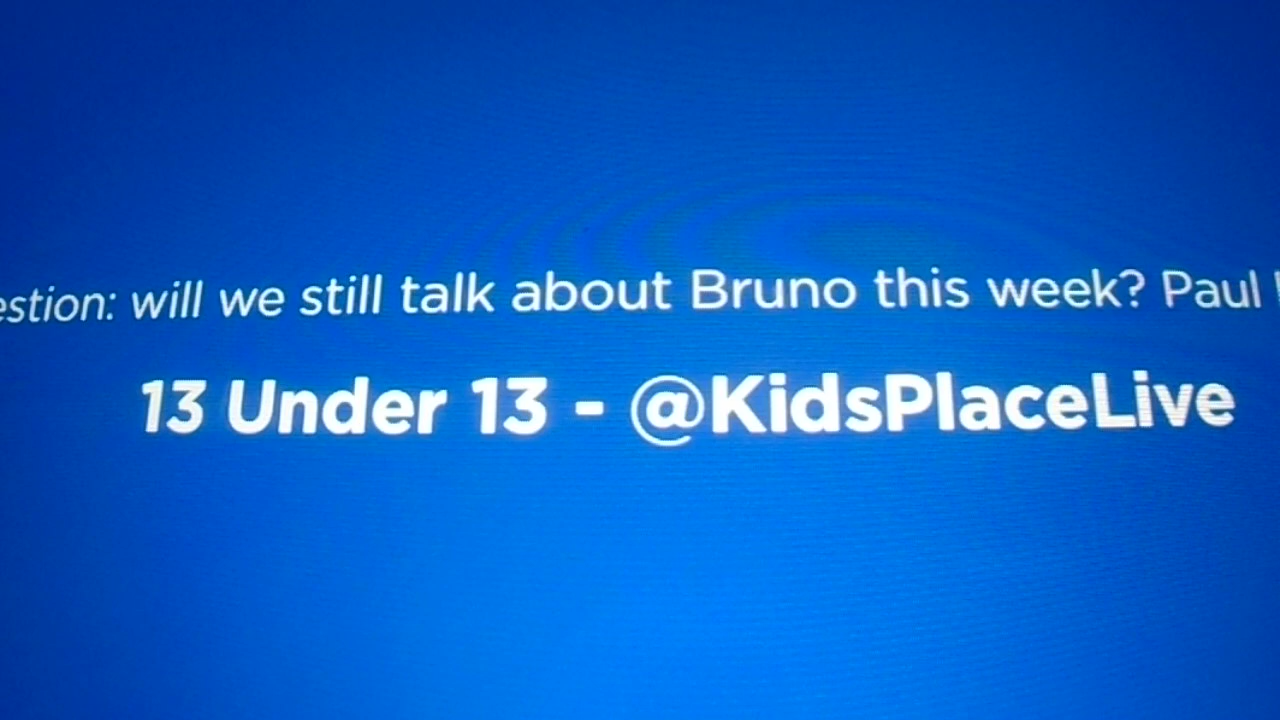 estion: will we still talk about Bruno this week? Paul
13 Under 13 - @KidsPlaceLive